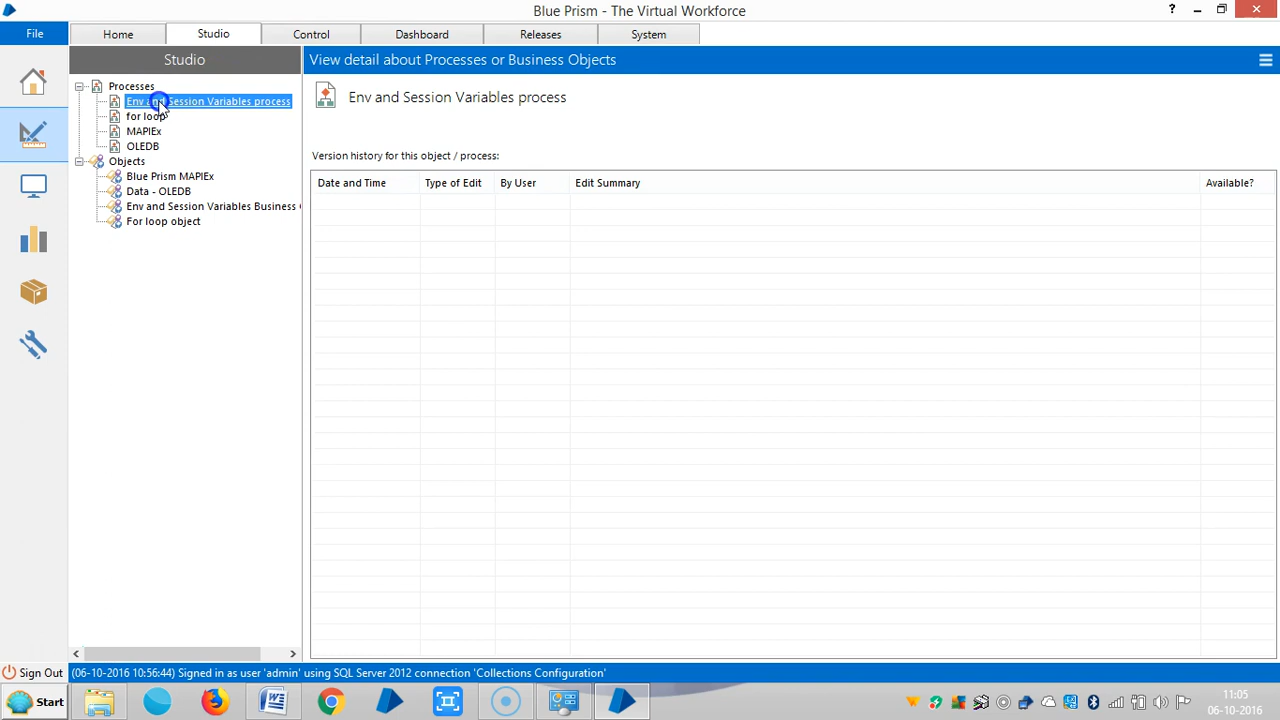 Blue Prism - The Virtual Workforce
?
File
Home
Studio
Control
Dashboard
Releases
System
Studio
View detail about Processes or Business Objects
Processes
Env and Session Variables process
for loop
MAPIEx
OLEDB
Objects
Blue Prism MAPIEx
Data - OLEDB
Env and Session Variables Business
For loop object
Env and Session Variables process
Version history for this object / process:
Date and Time
Type of Edit
By User
Edit Summary
Available?
Sign Out
(06-10-2016 10:56:44) Signed in as user 'admin' using SQL Server 2012 connection 'Collections Configuration'
Start
11:05
06-10-2016